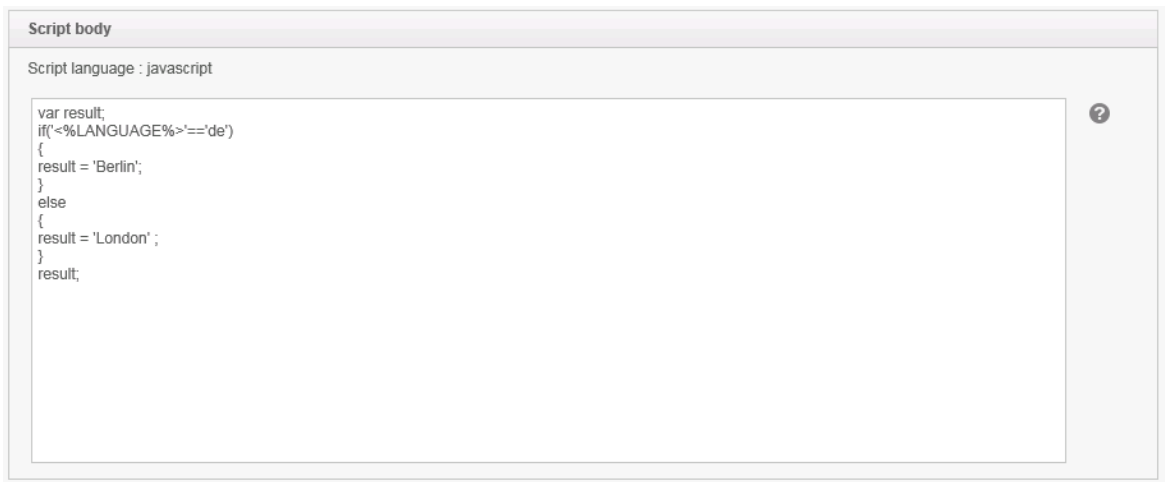 Script body
Script language : javascript
var result;
if('<%LANGUAGE%>'=='de')
{
result = 'Berlin';
}
else
{
result = 'London' ;
}
result;
?